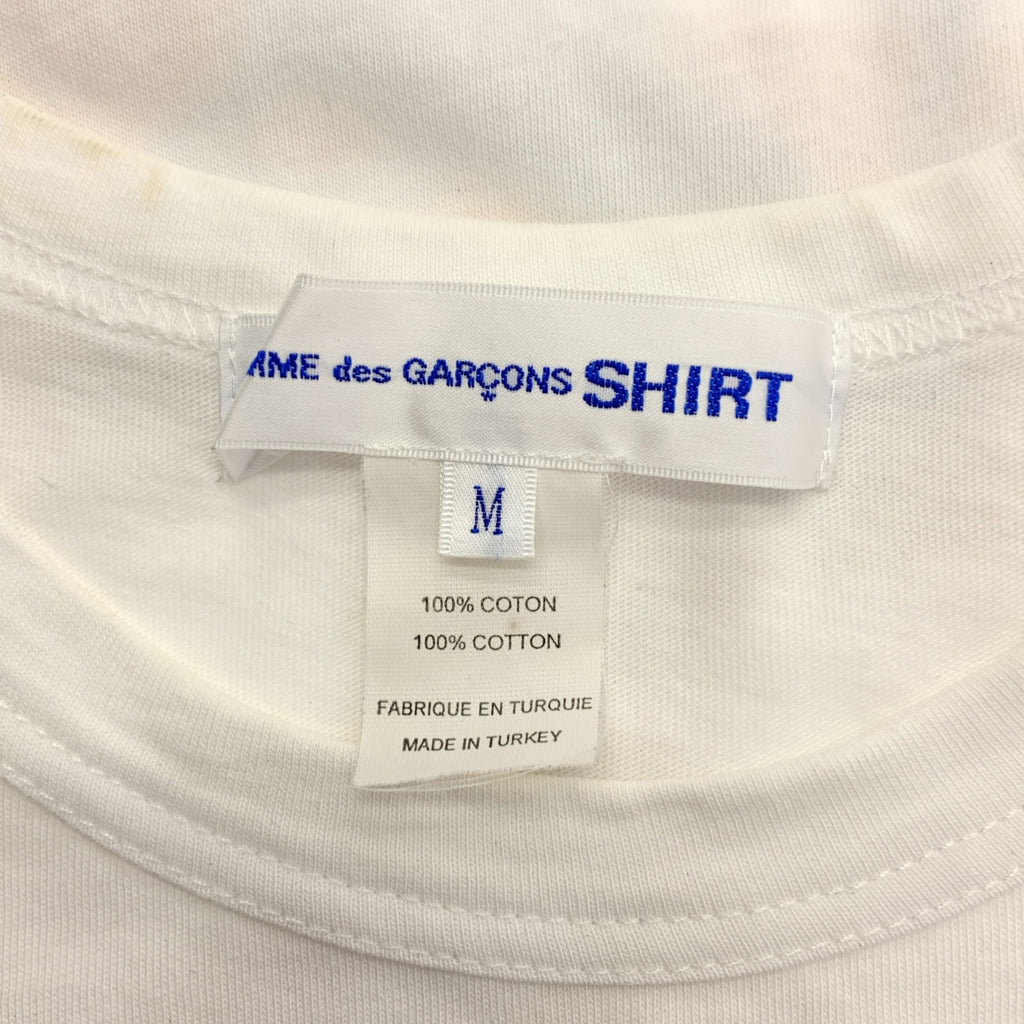 MME des GARÇONS SHIRT
M
100% COTON
100% COTTON
FABRIQUE EN TURQUIE
MADE IN TURKEY